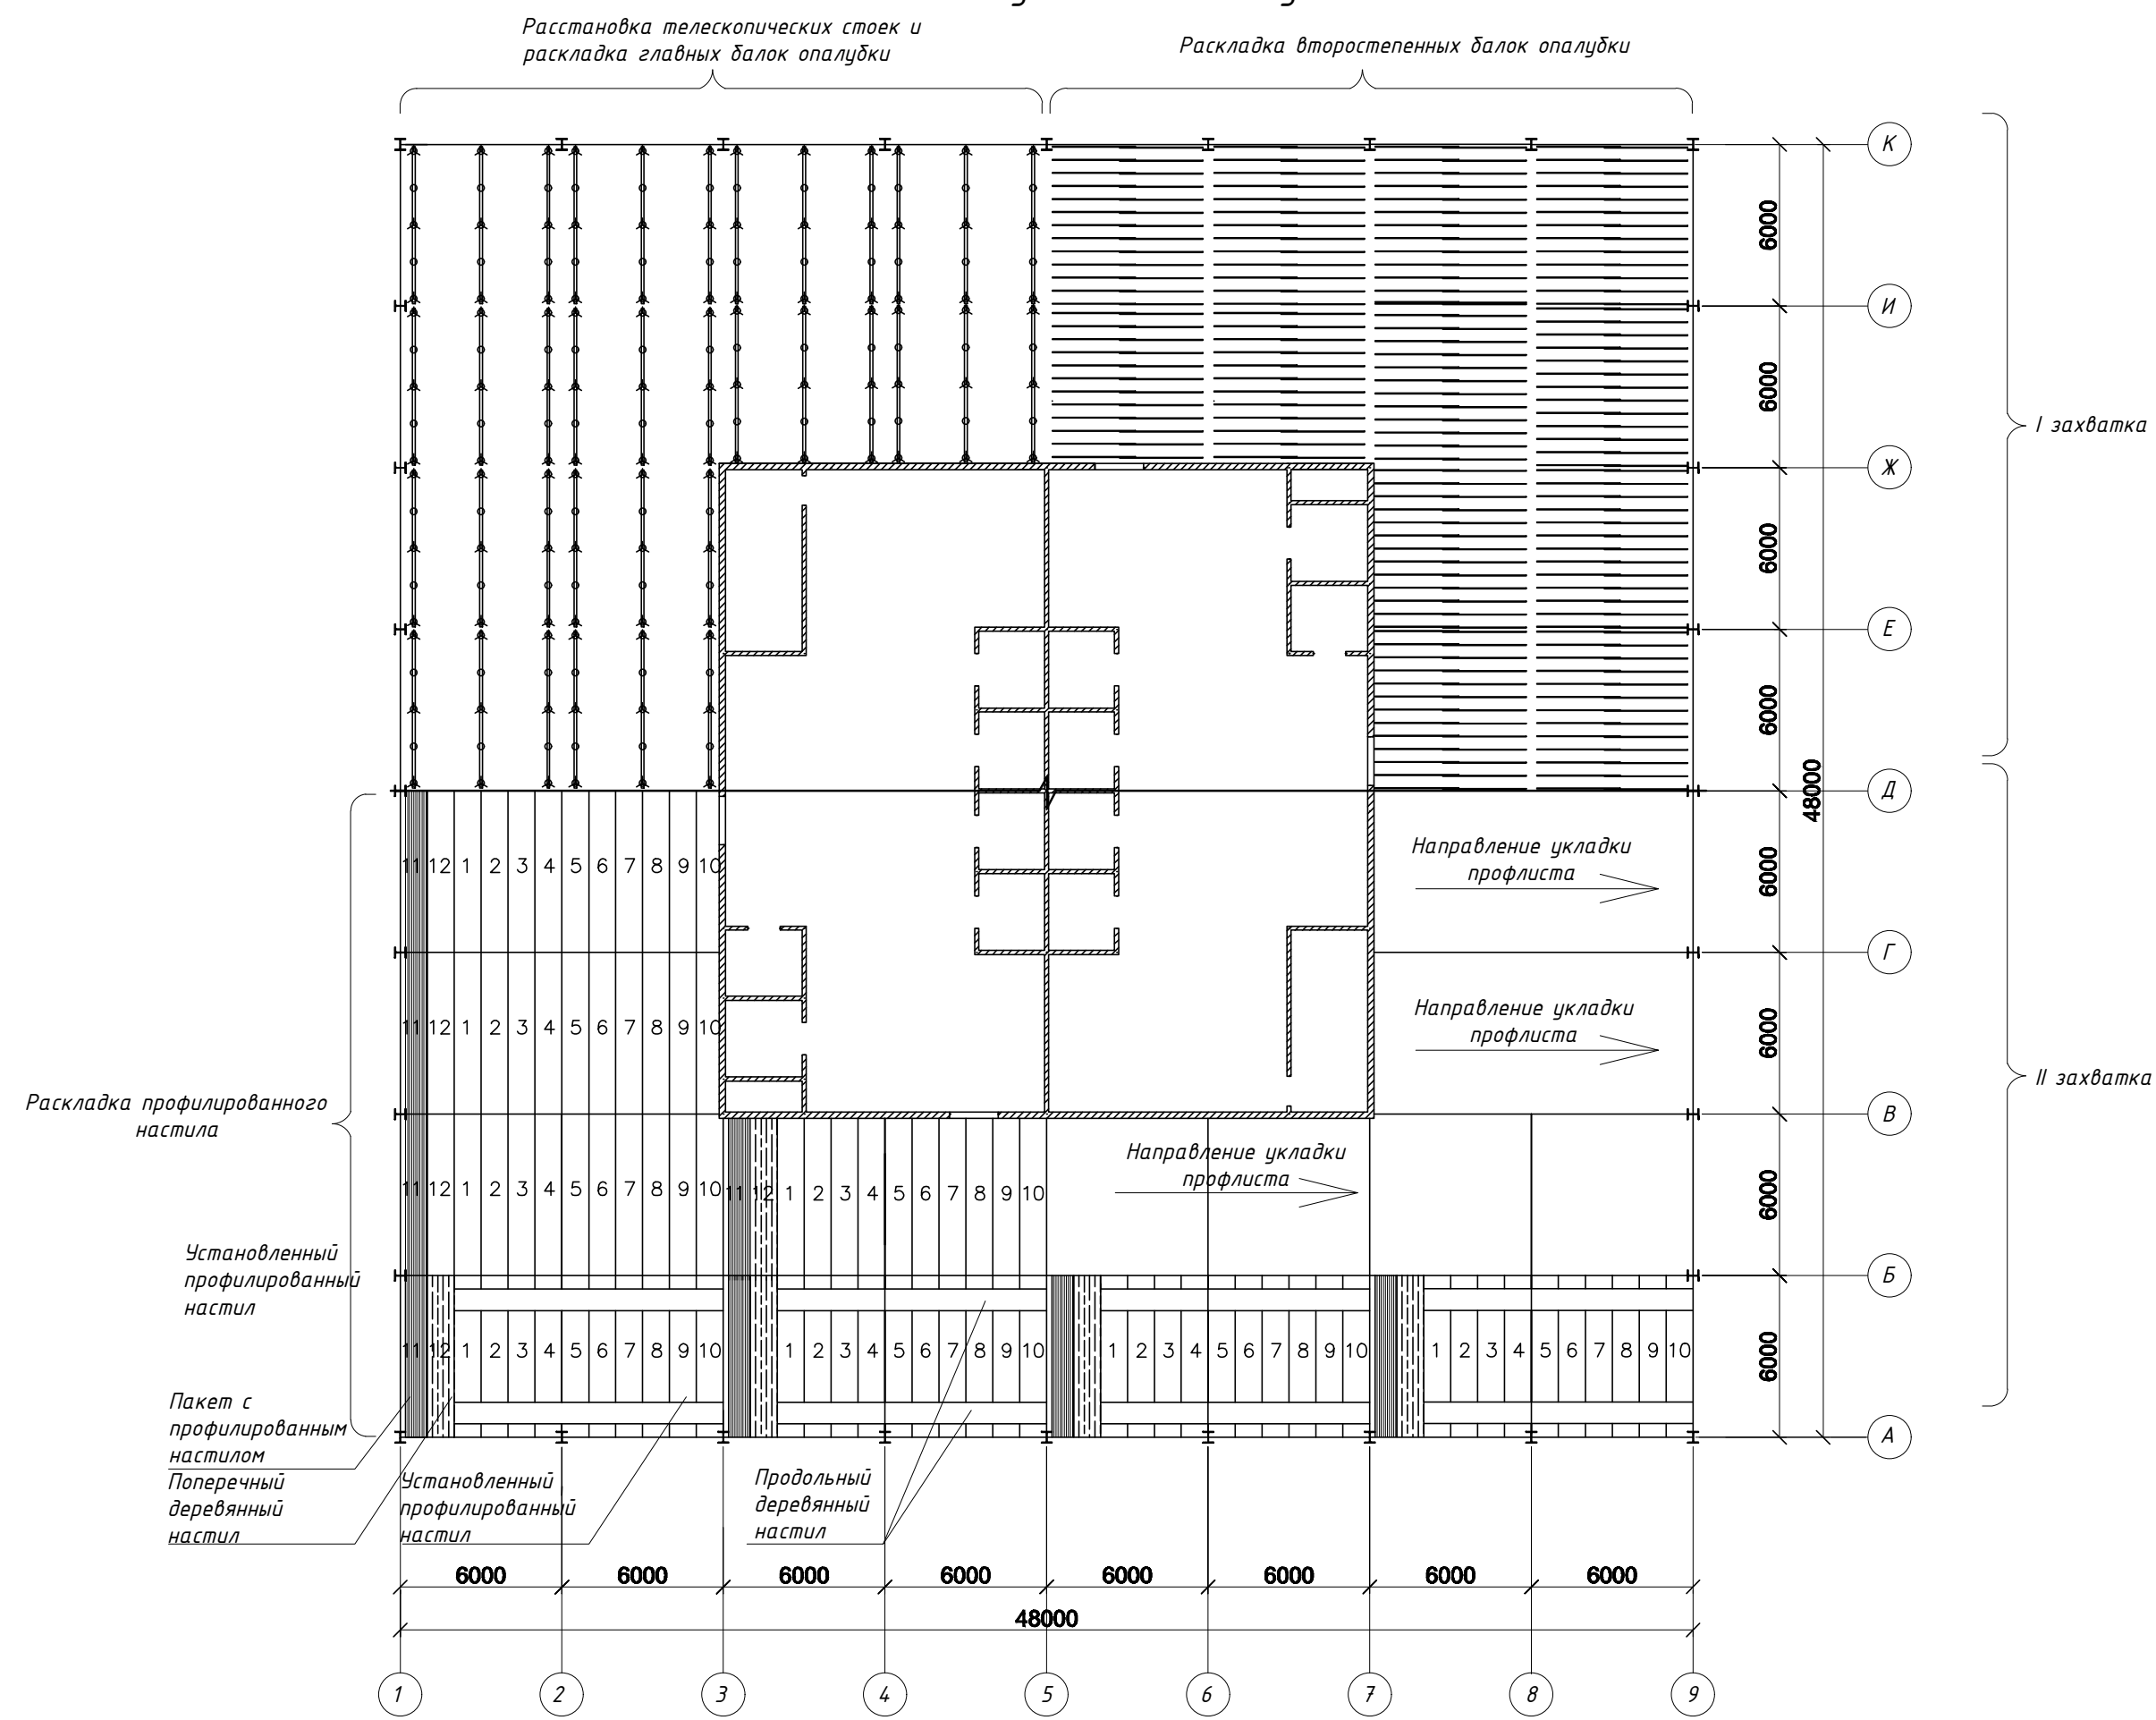 Расстановка телескопических стоек и
раскладка главных балок опалубки
Раскладка второстепенных балок опалубки
К
6000
И
6000
I захватка
Ж
6000
Е
6000
48000
Д
Направление укладки
профлиста
6000
11 12 1 2 3 4 5 6 7 8 9 10
Г
Направление укладки
профлиста
6000
11 12 1 2 3 4 5 6 7 8 9 10
II захватка
Раскладка профилированного
настила
В
Направление укладки
профлиста
6000
11 12 1 2 3 4 5 6 7 8 9 10
11 12 1 2 3 4 5 6 7 8 9 10
Установленный
профилированный
настил
Б
6000
11 12 1 2 3 4 5 6 7 8 9 10
1 2 3 4 5 6 7 8 9 10
1 2 3 4 5 6 7 8 9 10
1 2 3 4 5 6 7 8 9 10
А
Пакет с
профилированным
настилом
Поперечный
деревянный
настил
Установленный
профилированный
настил
Продольный
деревянный
настил
6000 6000 6000 6000 6000 6000 6000 6000
48000
1 2 3 4 5 6 7 8 9